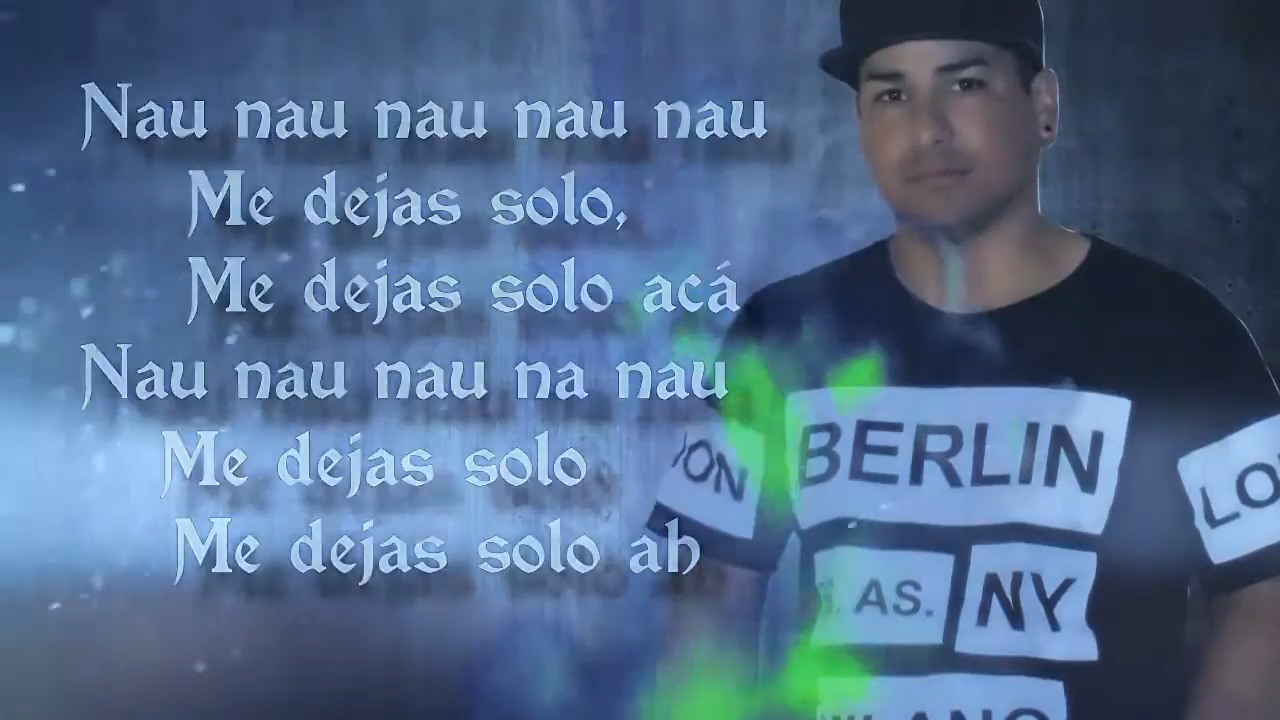 Nau nau nau nau nau
Me dejas solo,
Me dejas solo acá
Nau nau nau na nau
Me dejas solo
Me dejas solo ah
BERLIN
AS.
NY